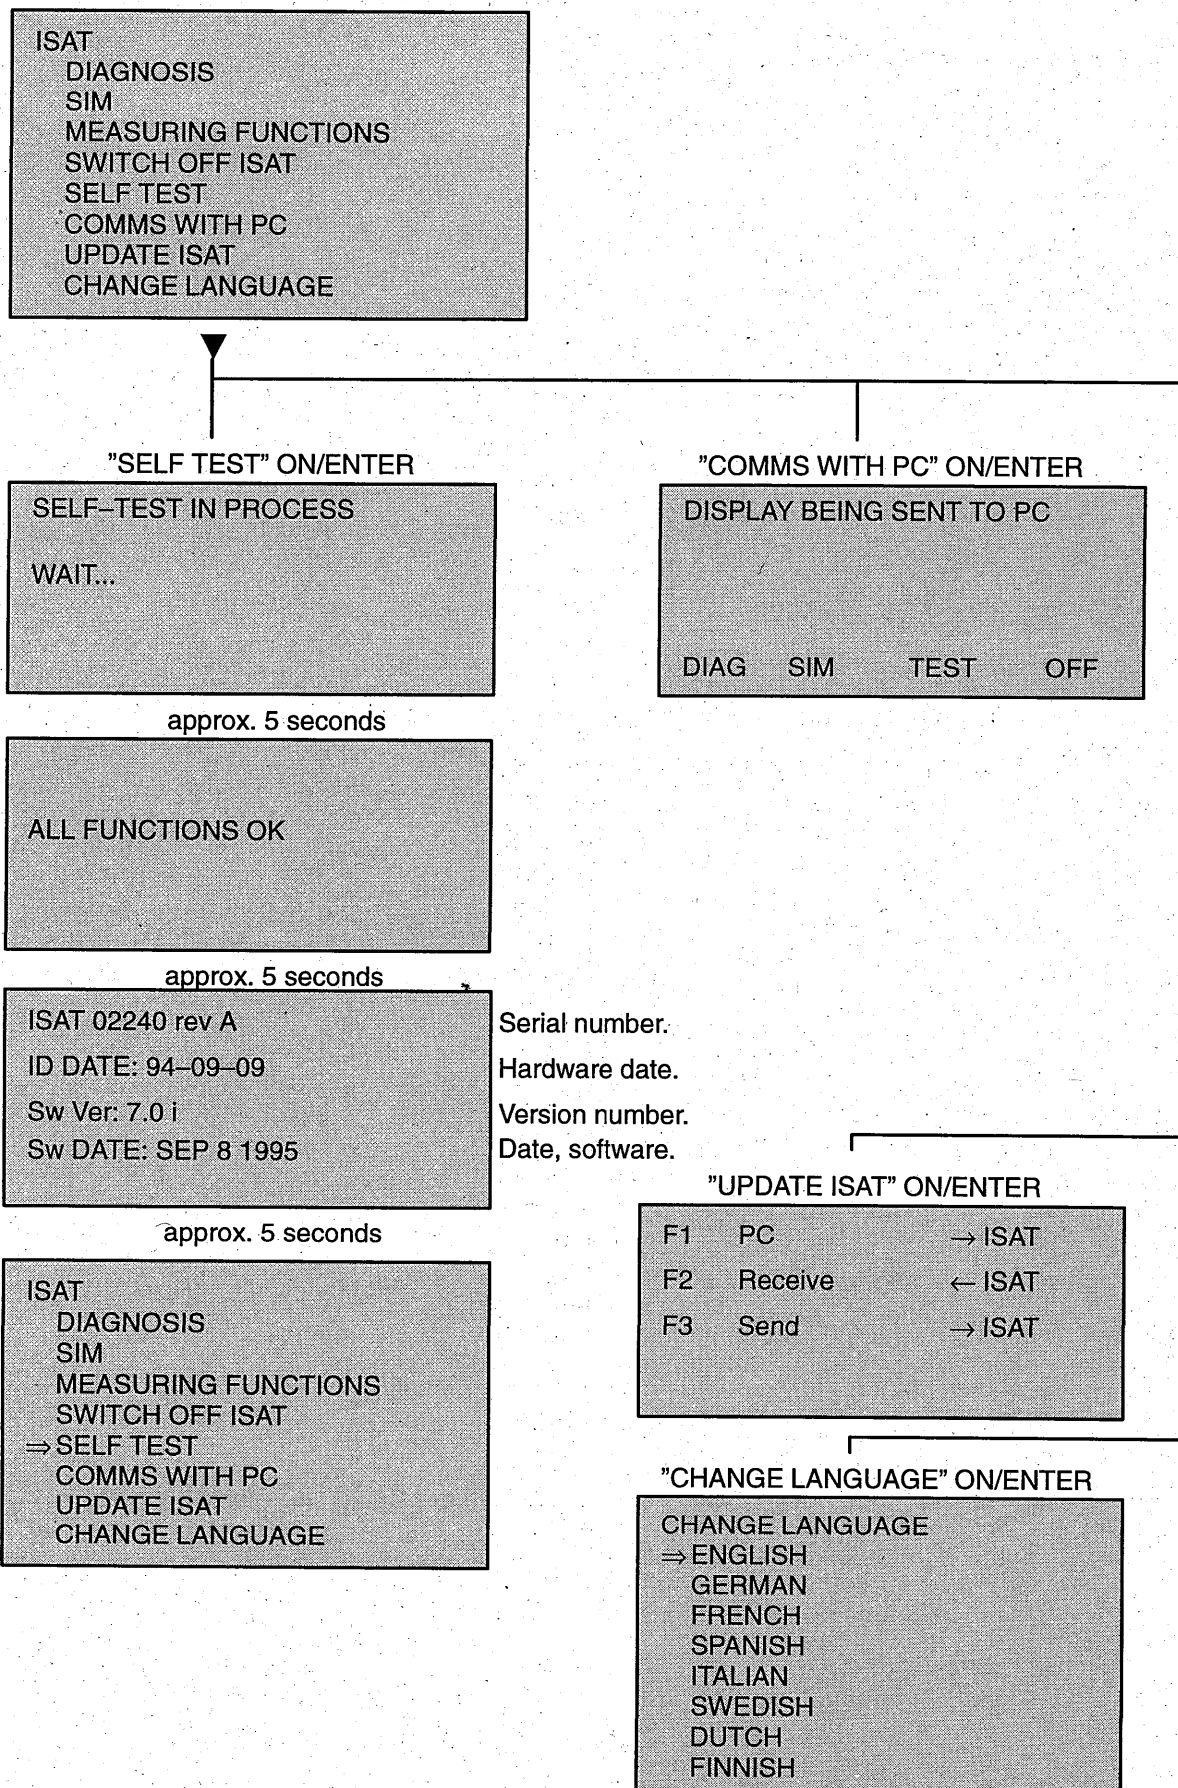 ISAT
DIAGNOSIS
SIM
MEASURING FUNCTIONS
SWITCH OFF ISAT
SELF TEST
COMMS WITH PC
UPDATE ISAT
CHANGE LANGUAGE
"SELF TEST" ON/ENTER
SELF–TEST IN PROCESS
WAIT...
approx. 5 seconds
ALL FUNCTIONS OK
approx. 5 seconds
ISAT 02240 rev A Serial number.
ID DATE: 94–09–09 Hardware date.
Sw Ver: 7.0 i Version number.
Sw DATE: SEP 8 1995 Date, software.
approx. 5 seconds
ISAT
DIAGNOSIS
SIM
MEASURING FUNCTIONS
SWITCH OFF ISAT
⇒ SELF TEST
COMMS WITH PC
UPDATE ISAT
CHANGE LANGUAGE
"COMMS WITH PC" ON/ENTER
DISPLAY BEING SENT TO PC
DIAG SIM TEST OFF
"UPDATE ISAT" ON/ENTER
F1 PC → ISAT
F2 Receive ← ISAT
F3 Send → ISAT
"CHANGE LANGUAGE" ON/ENTER
CHANGE LANGUAGE
⇒ ENGLISH
GERMAN
FRENCH
SPANISH
ITALIAN
SWEDISH
DUTCH
FINNISH